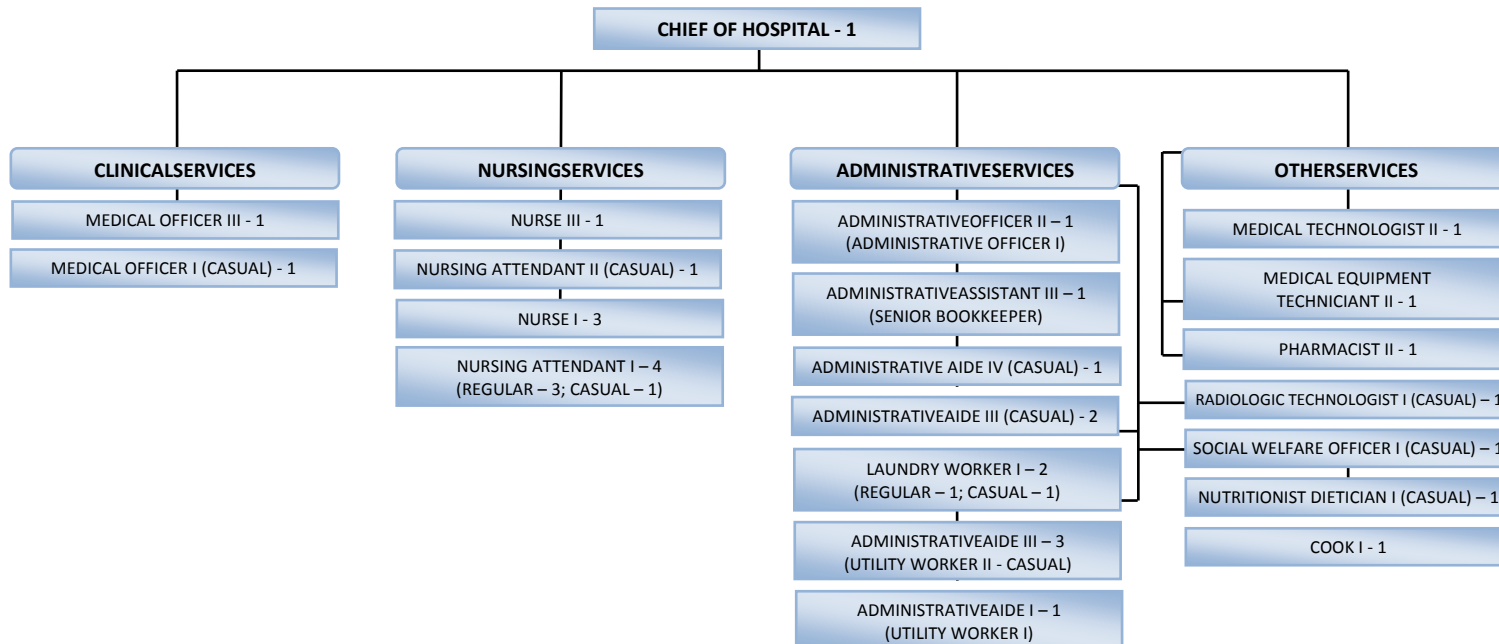 CHIEF OF HOSPITAL - 1
CLINICALSERVICES
MEDICAL OFFICER III - 1
MEDICAL OFFICER I (CASUAL) - 1
NURSINGSERVICES
NURSE III - 1
NURSING ATTENDANT II (CASUAL) - 1
NURSE I - 3
NURSING ATTENDANT I – 4
(REGULAR – 3; CASUAL – 1)
ADMINISTRATIVESERVICES
ADMINISTRATIVEOFFICER II – 1
(ADMINISTRATIVE OFFICER I)
ADMINISTRATIVEASSISTANT III – 1
(SENIOR BOOKKEEPER)
ADMINISTRATIVE AIDE IV (CASUAL) - 1
ADMINISTRATIVEAIDE III (CASUAL) - 2
LAUNDRY WORKER I – 2
(REGULAR – 1; CASUAL – 1)
ADMINISTRATIVEAIDE III – 3
(UTILITY WORKER II - CASUAL)
ADMINISTRATIVEAIDE I – 1
(UTILITY WORKER I)
OTHERSERVICES
MEDICAL TECHNOLOGIST II - 1
MEDICAL EQUIPMENT
TECHNICIANT II - 1
PHARMACIST II - 1
RADIOLOGIC TECHNOLOGIST I (CASUAL) – 1
SOCIAL WELFARE OFFICER I (CASUAL) – 1
NUTRITIONIST DIETICIAN I (CASUAL) – 1
COOK I - 1